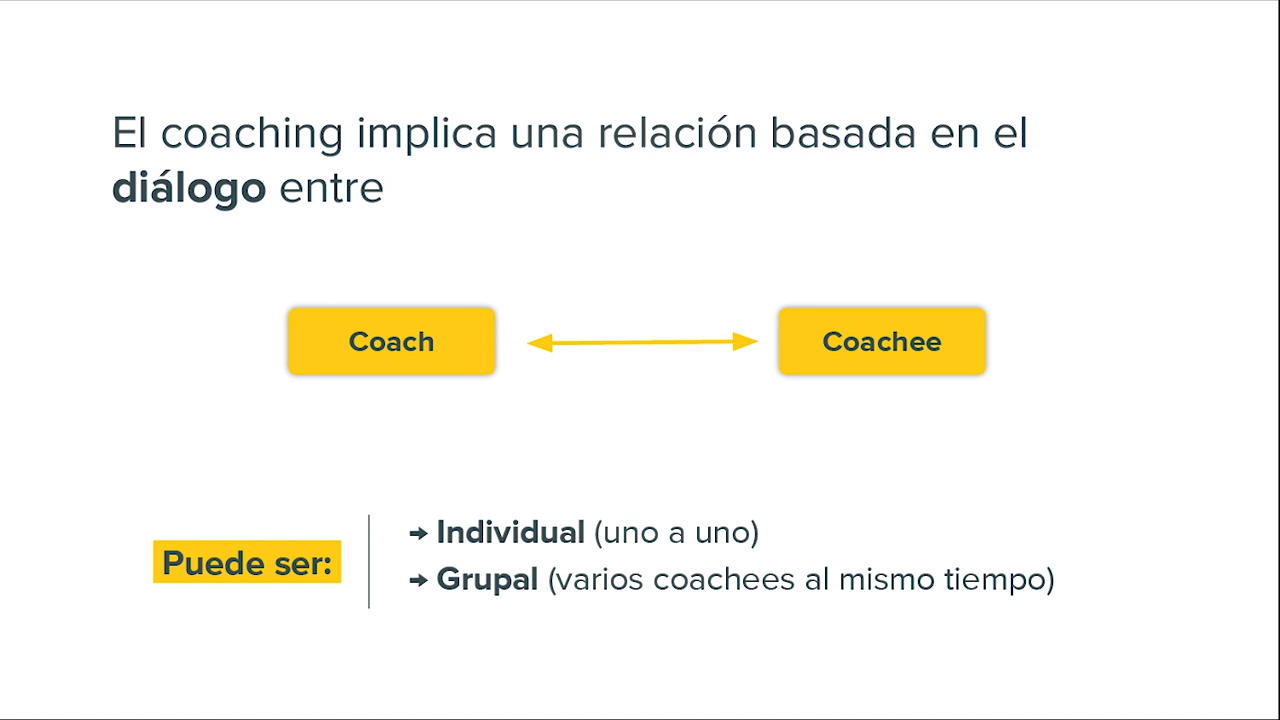 El coaching implica una relación basada en el
diálogo entre
Coach
Coachee
Puede ser:
→ Individual (uno a uno)
→ Grupal (varios coachees al mismo tiempo)